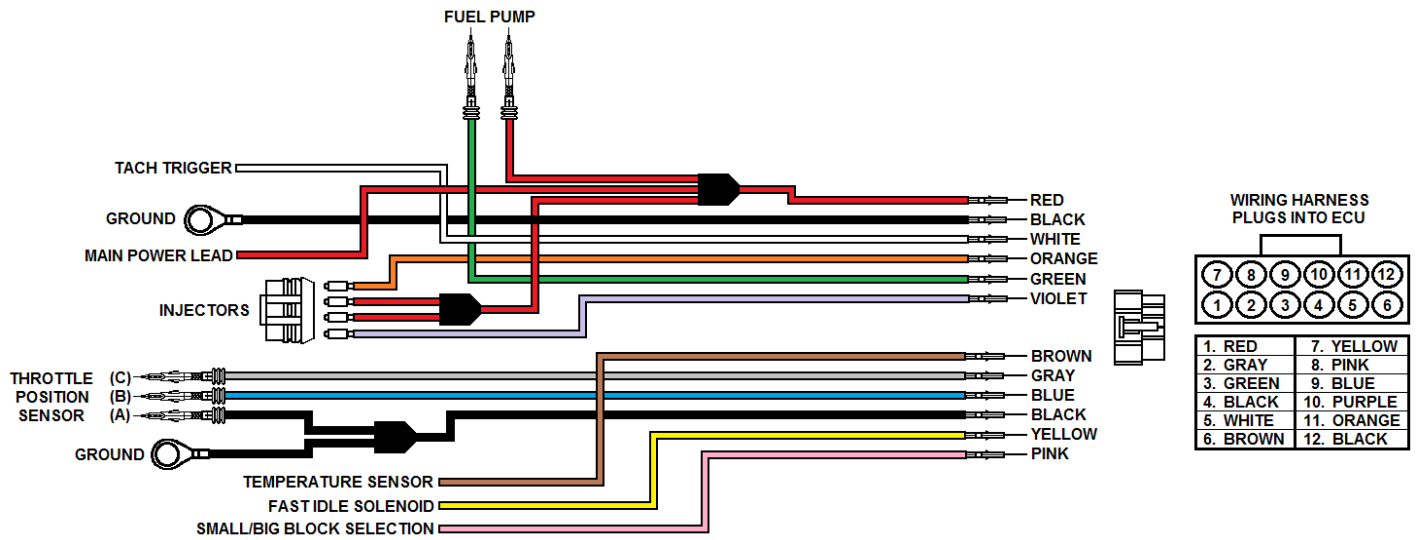 FUEL PUMP
TACH TRIGGER
GROUND
MAIN POWER LEAD
INJECTORS
RED
BLACK
WHITE
ORANGE
GREEN
VIOLET
THROTTLE (C)
POSITION (B)
SENSOR (A)
GROUND
TEMPERATURE SENSOR
FAST IDLE SOLENOID
SMALL/BIG BLOCK SELECTION
BROWN
GRAY
BLUE
BLACK
YELLOW
PINK
WIRING HARNESS
PLUGS INTO ECU
7 8 9 10 11 12
1 2 3 4 5 6
1. RED 7. YELLOW
2. GRAY 8. PINK
3. GREEN 9. BLUE
4. BLACK 10. PURPLE
5. WHITE 11. ORANGE
6. BROWN 12. BLACK